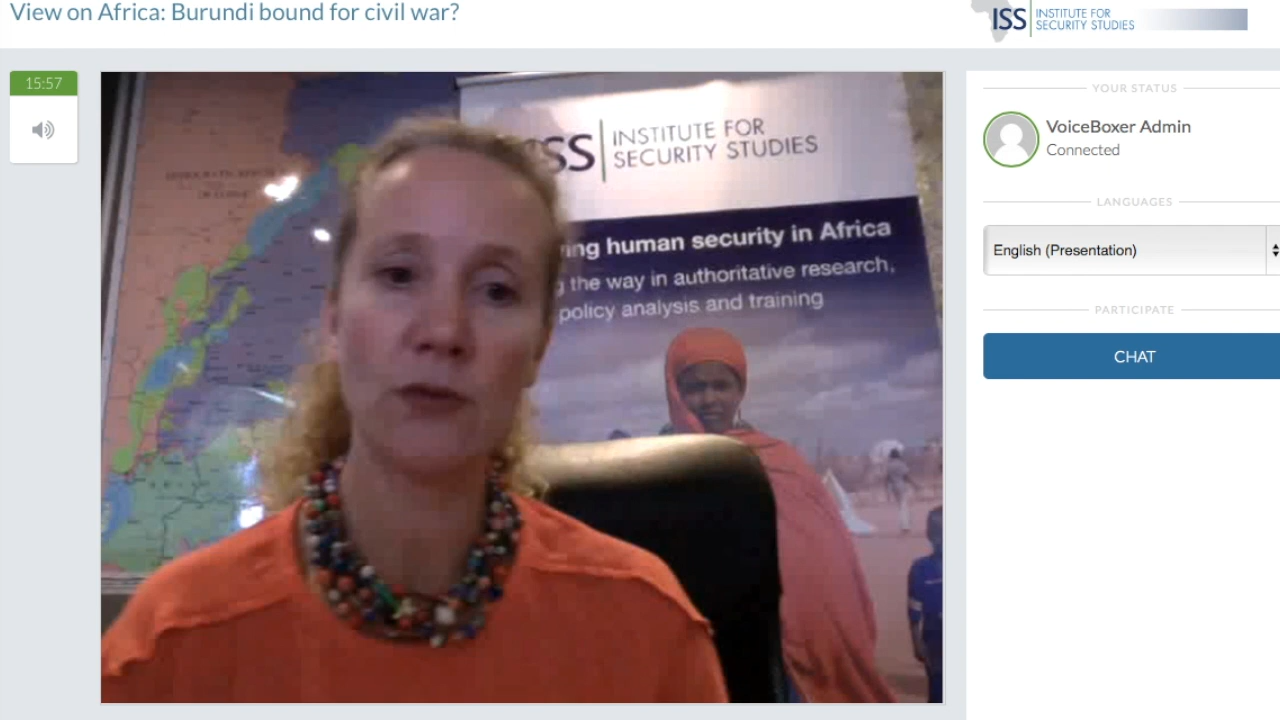 View on Africa: Burundi bound for civil war?
ISS
INSTITUTE FOR
SECURITY STUDIES
15:57
INSTITUTE FOR
SECURITY STUDIES
human security in Africa
the way in authoritative research,
policy analysis and training
YOUR STATUS
VoiceBoxer Admin
Connected
LANGUAGES
English (Presentation)
PARTICIPATE
CHAT